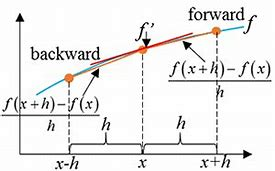 forward
f
backward
f'
f(x+h)–f(x)
h
f(x+h)–f(x)
h
h
h
x-h
x
x+h